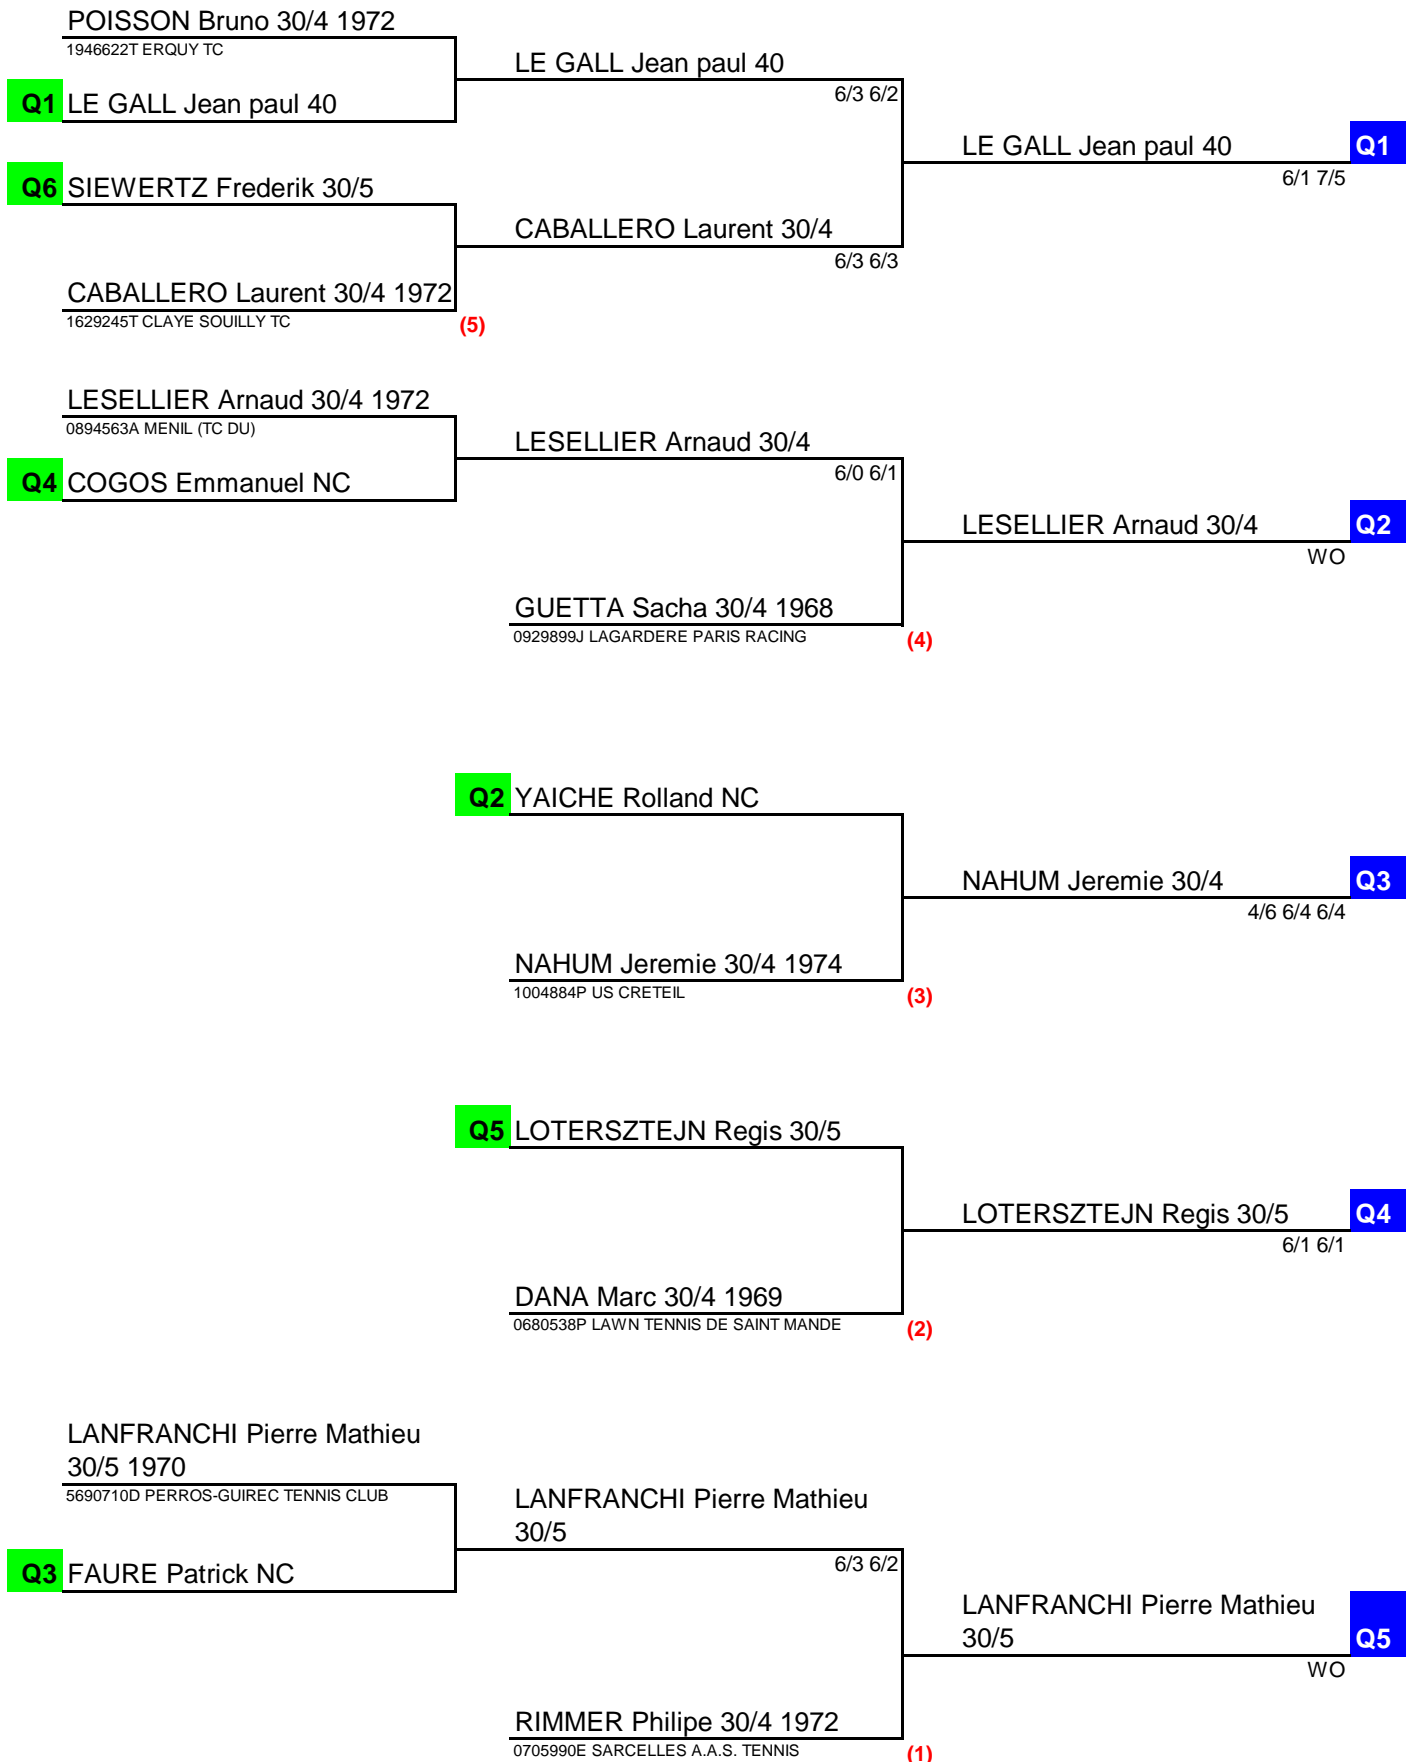 POISSON Bruno 30/4 1972
1946622T ERQUY TC
LE GALL Jean paul 40
6/3 6/2
Q1 LE GALL Jean paul 40
LE GALL Jean paul 40 Q1
6/1 7/5
Q6 SIEWERTZ Frederik 30/5
CABALLERO Laurent 30/4
6/3 6/3
CABALLERO Laurent 30/4 1972
1629245T CLAYE SOUILLY TC
(5)
LESELLIER Arnaud 30/4 1972
0894563A MENIL (TC DU)
LESELLIER Arnaud 30/4
6/0 6/1
Q4 COGOS Emmanuel NC
LESELLIER Arnaud 30/4 Q2
WO
GUETTA Sacha 30/4 1968
0929899J LAGARDERE PARIS RACING
(4)
Q2 YAICHE Rolland NC
NAHUM Jeremie 30/4 Q3
4/6 6/4 6/4
NAHUM Jeremie 30/4 1974
1004884P US CRETEIL
(3)
Q5 LOTERSZTEJN Regis 30/5
LOTERSZTEJN Regis 30/5 Q4
6/1 6/1
DANA Marc 30/4 1969
0680538P LAWN TENNIS DE SAINT MANDE
(2)
LANFRANCHI Pierre Mathieu
30/5 1970
5690710D PERROS-GUIREC TENNIS CLUB
LANFRANCHI Pierre Mathieu
30/5
6/3 6/2
Q3 FAURE Patrick NC
LANFRANCHI Pierre Mathieu
30/5 Q5
WO
RIMMER Philipe 30/4 1972
0705990E SARCELLES A.A.S. TENNIS
(1)